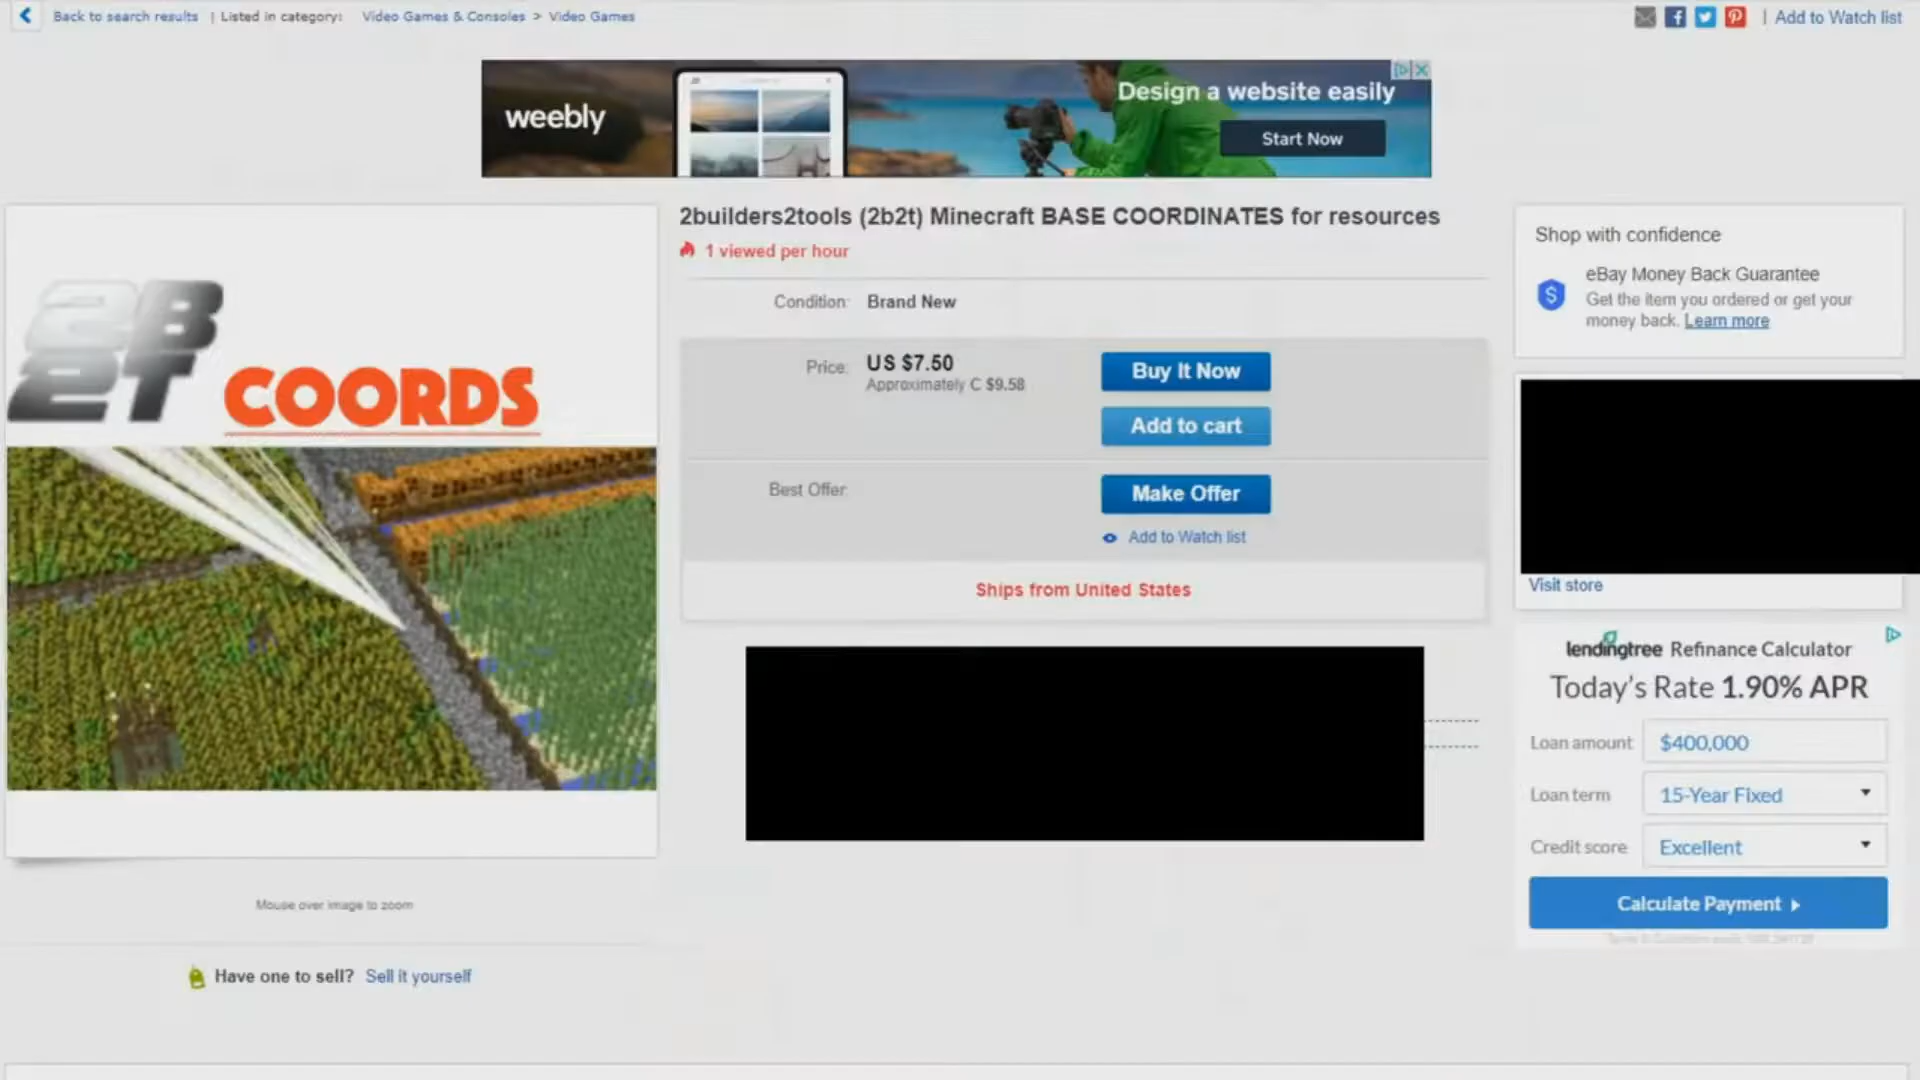 Back to search results | Listed in category: Video Games & Consoles > Video Games
| Add to Watch list
weebly
Design a website easily
Start Now
2B
2T COORDS
2builders2tools (2b2t) Minecraft BASE COORDINATES for resources
1 viewed per hour
Condition: Brand New
Price: US $7.50
Approximately C $9.58
Buy It Now
Add to cart
Best Offer:
Make Offer
Add to Watch list
Ships from United States
Mouse over image to zoom
Have one to sell? Sell it yourself
Shop with confidence
eBay Money Back Guarantee
Get the item you ordered or get your
money back. Learn more
Visit store
lendingtree Refinance Calculator
Today's Rate 1.90% APR
Loan amount $400,000
Loan term 15-Year Fixed
Credit score Excellent
Calculate Payment